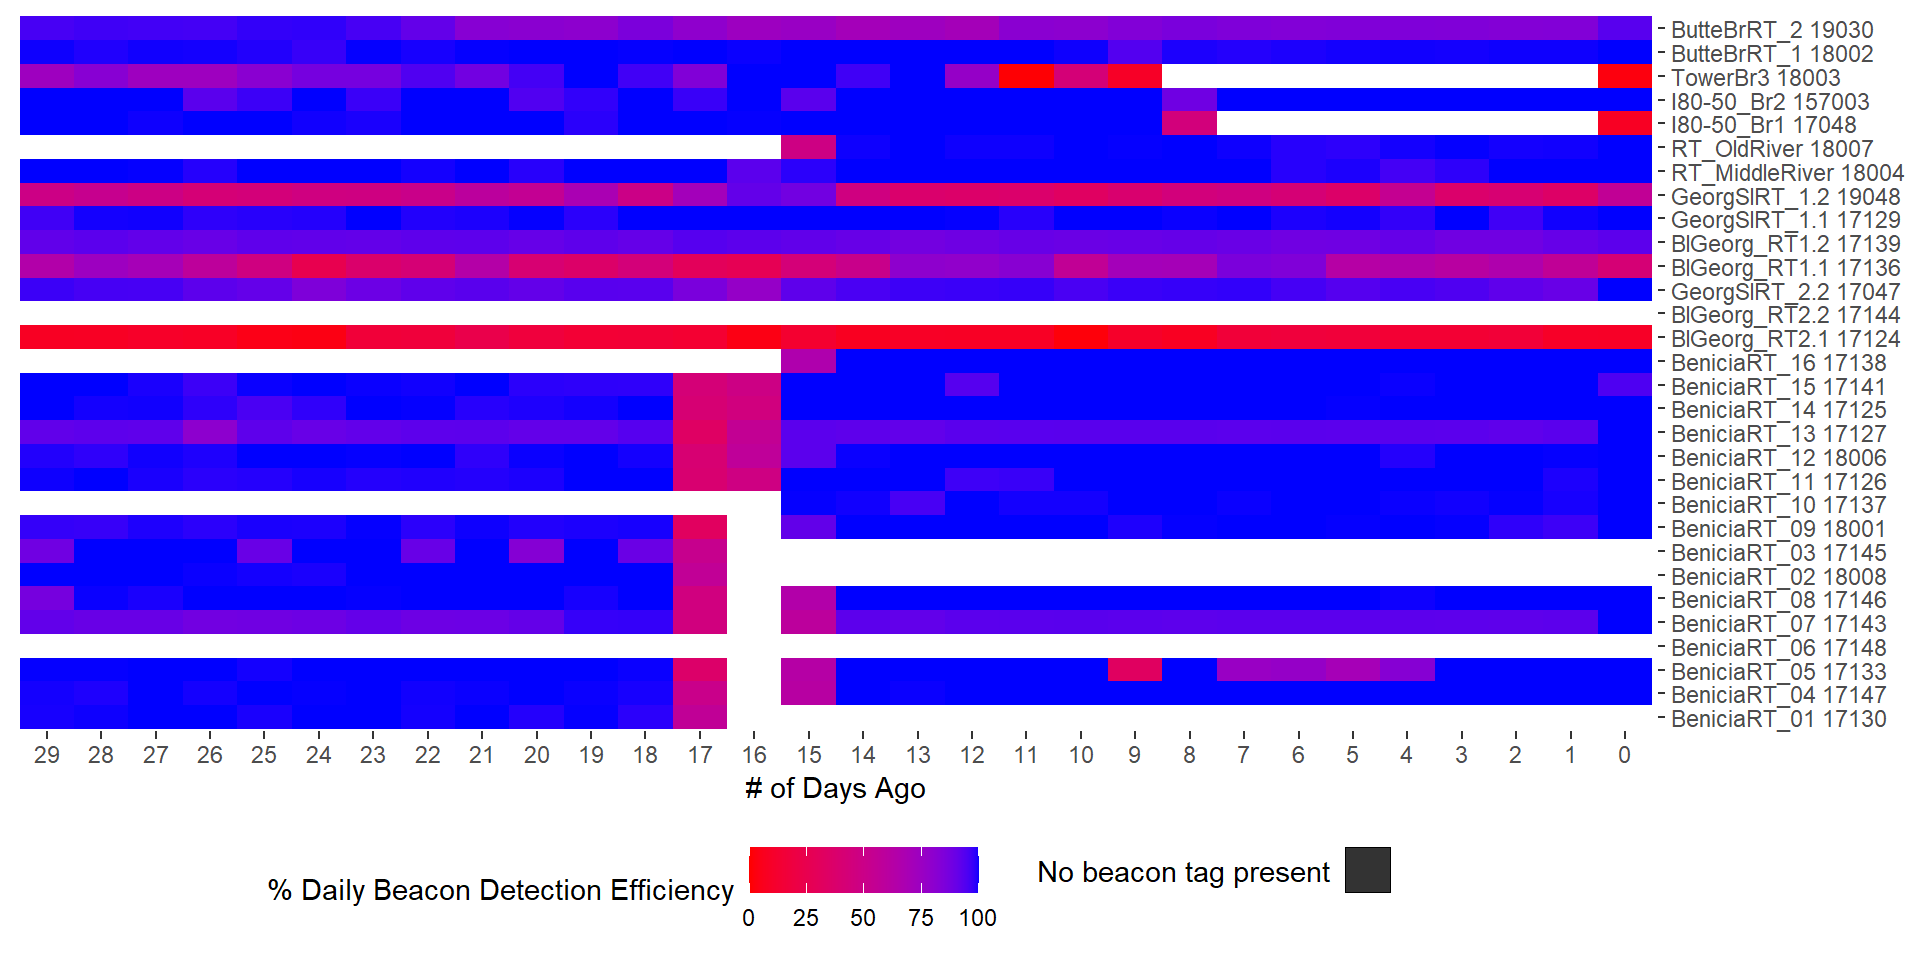 ButteBrRT_2 19030
ButteBrRT_1 18002
TowerBr3 18003
I80-50_Br2 157003
I80-50_Br1 17048
RT_OldRiver 18007
RT_MiddleRiver 18004
GeorgSlRT_1.2 19048
GeorgSlRT_1.1 17129
BlGeorg_RT1.2 17139
BlGeorg_RT1.1 17136
GeorgSlRT_2.2 17047
BlGeorg_RT2.2 17144
BlGeorg_RT2.1 17124
BeniciaRT_16 17138
BeniciaRT_15 17141
BeniciaRT_14 17125
BeniciaRT_13 17127
BeniciaRT_12 18006
BeniciaRT_11 17126
BeniciaRT_10 17137
BeniciaRT_09 18001
BeniciaRT_03 17145
BeniciaRT_02 18008
BeniciaRT_08 17146
BeniciaRT_07 17143
BeniciaRT_06 17148
BeniciaRT_05 17133
BeniciaRT_04 17147
BeniciaRT_01 17130
29 28 27 26 25 24 23 22 21 20 19 18 17 16 15 14 13 12 11 10 9 8 7 6 5 4 3 2 1 0
# of Days Ago
% Daily Beacon Detection Efficiency
0 25 50 75 100
No beacon tag present